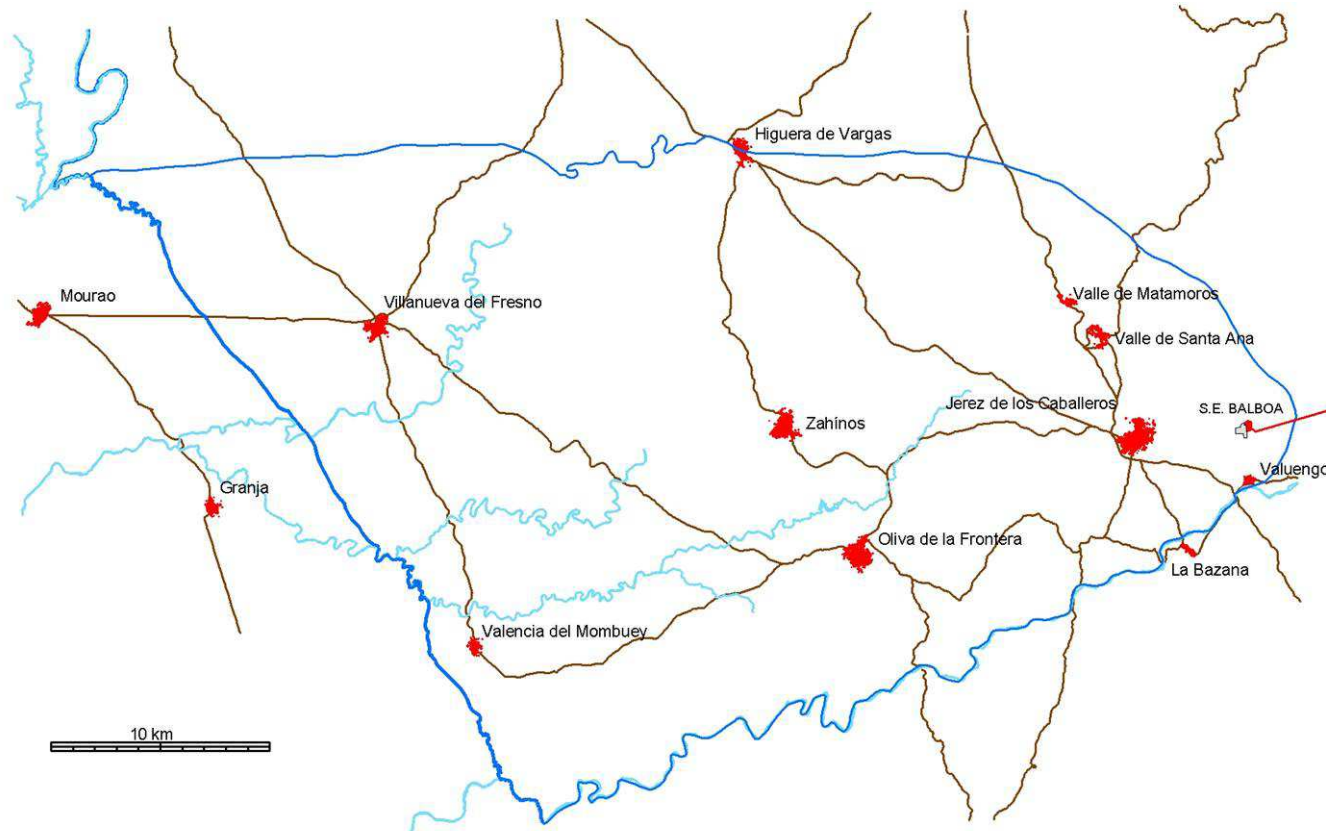 Higuera de Vargas
Mourao
Villanueva del Fresno
Valle de Matamoros
Valle de Santa Ana
Jerez de los Caballeros
S.E. BALBOA
Zahinos
Valuengo
Granja
Oliva de la Frontera
La Bazana
Valencia del Mombuey
10 km